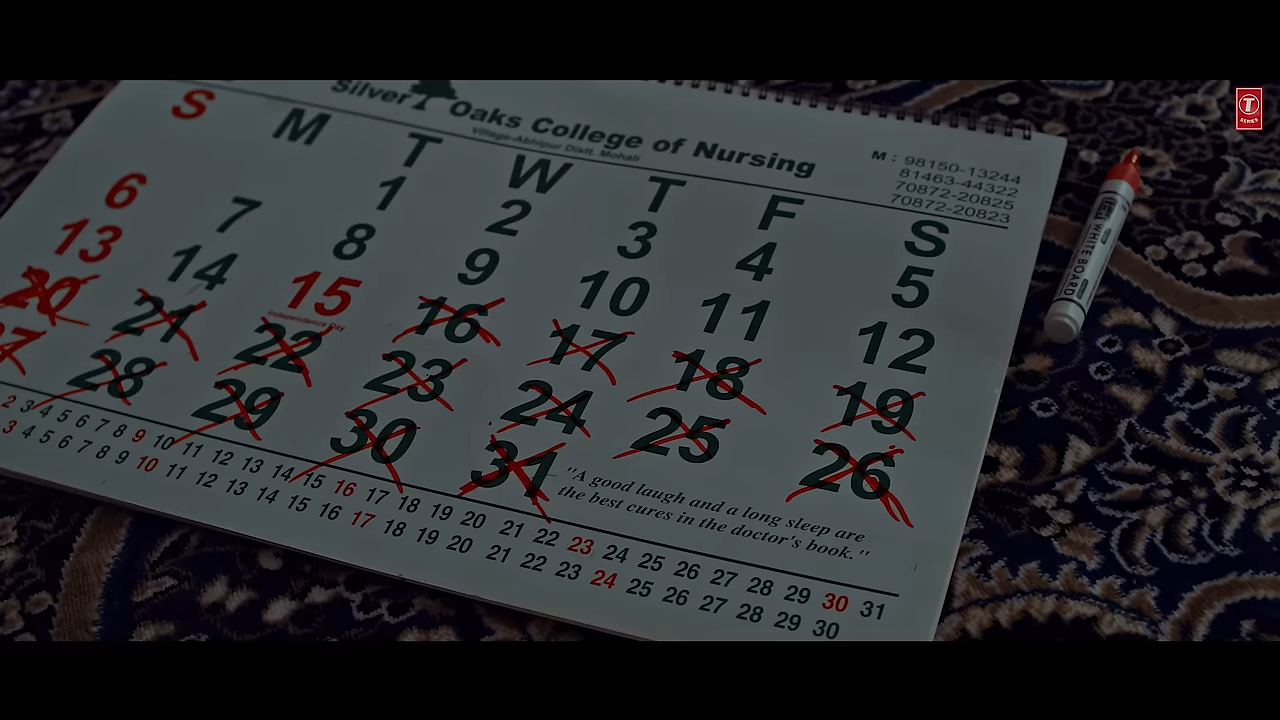 Silver Oaks College of Nursing
Village-Abhipur Distt. Mohali
M : 98150-13244
81463-44322
70872-20825
70872-20823
S M T W T F S
1 2 3 4 5
6 7 8 9 10 11 12
13 14 15 16 17 18 19
Independence Day
20 21 22 23 24 25 26
27 28 29 30 31
"A good laugh and a long sleep are
the best cures in the doctor's book."
2 3 4 5 6 7 8 9 10 11 12 13 14 15 16 17 18 19 20 21 22 23 24 25 26 27 28 29 30 31
3 4 5 6 7 8 9 10 11 12 13 14 15 16 17 18 19 20 21 22 23 24 25 26 27 28 29 30
WHITE BOARD
T
SERIES